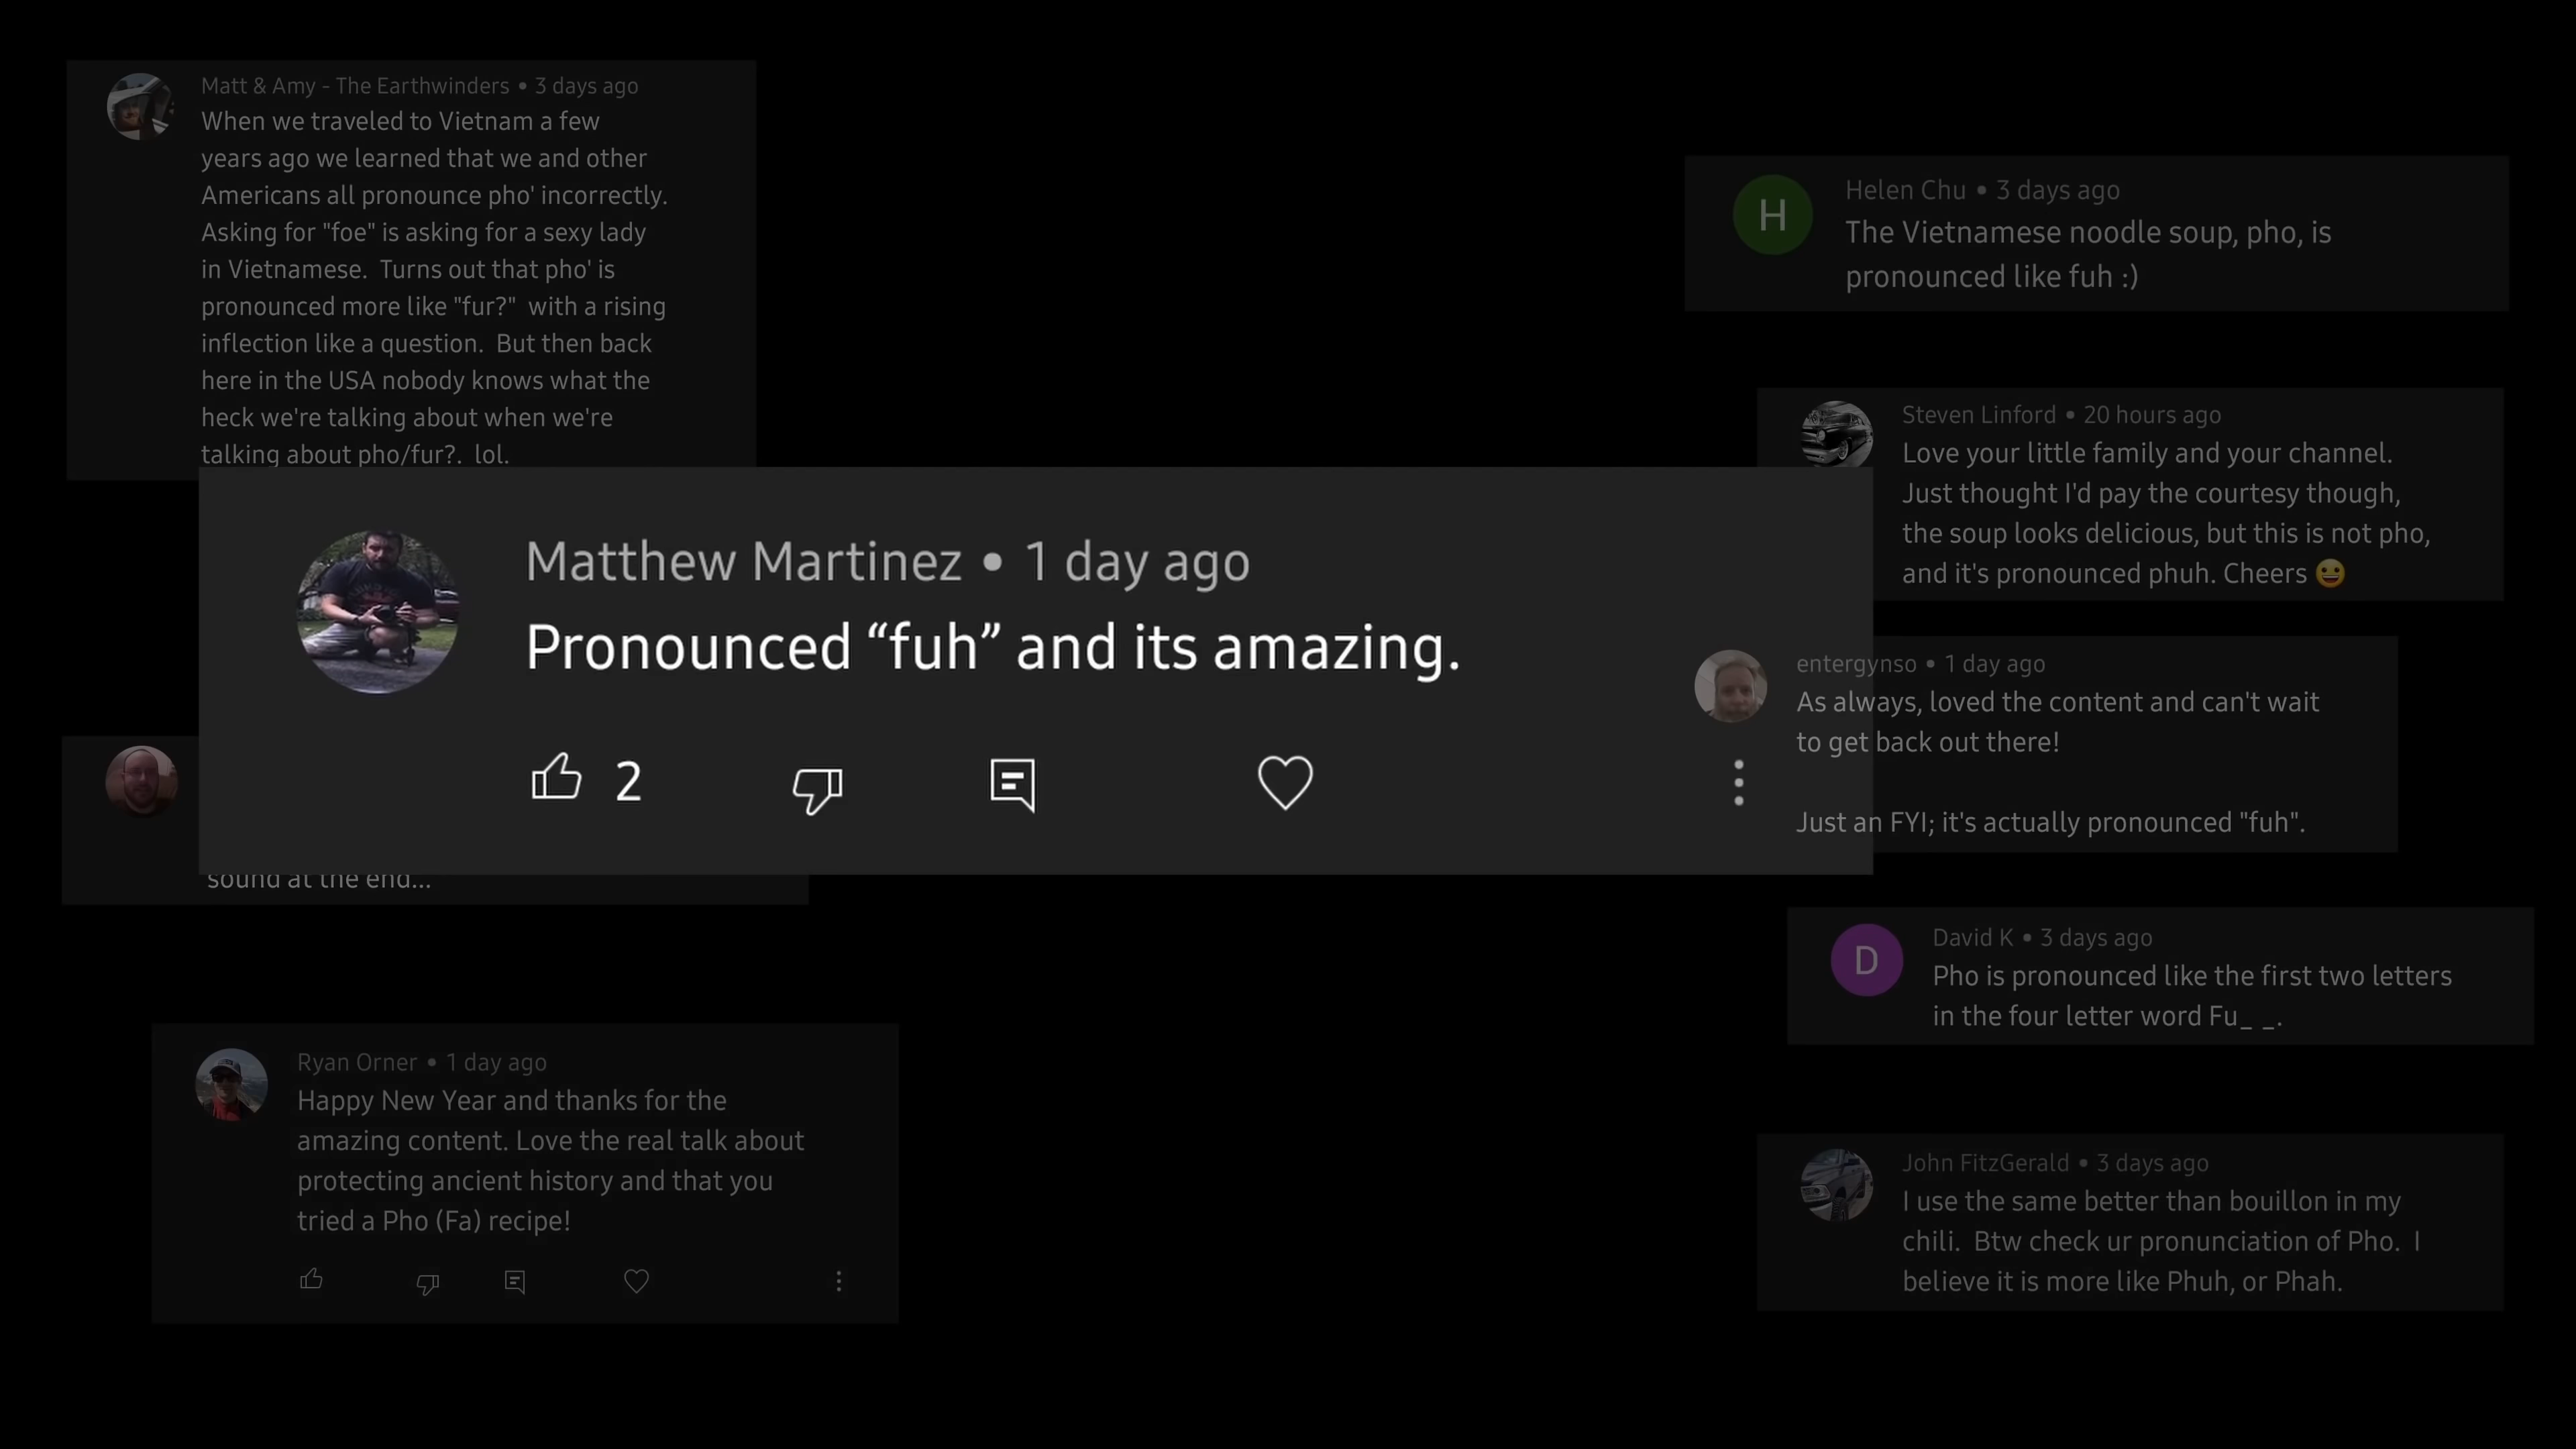 Matt & Amy - The Earthwinders • 3 days ago
When we traveled to Vietnam a few
years ago we learned that we and other
Americans all pronounce pho' incorrectly.
Asking for "foe" is asking for a sexy lady
in Vietnamese.  Turns out that pho' is
pronounced more like "fur?"  with a rising
inflection like a question.  But then back
here in the USA nobody knows what the
heck we're talking about when we're
talking about pho/fur?.  lol.
Matthew Martinez • 1 day ago
Pronounced “fuh” and its amazing.
2
sound at the end...
Ryan Orner • 1 day ago
Happy New Year and thanks for the
amazing content. Love the real talk about
protecting ancient history and that you
tried a Pho (Fa) recipe!
H
Helen Chu • 3 days ago
The Vietnamese noodle soup, pho, is
pronounced like fuh :)
Steven Linford • 20 hours ago
Love your little family and your channel.
Just thought I'd pay the courtesy though,
the soup looks delicious, but this is not pho,
and it's pronounced phuh. Cheers 😀
entergynso • 1 day ago
As always, loved the content and can't wait
to get back out there!
Just an FYI; it's actually pronounced "fuh".
D
David K • 3 days ago
Pho is pronounced like the first two letters
in the four letter word Fu_ _.
John FitzGerald • 3 days ago
I use the same better than bouillon in my
chili.  Btw check ur pronunciation of Pho.  I
believe it is more like Phuh, or Phah.